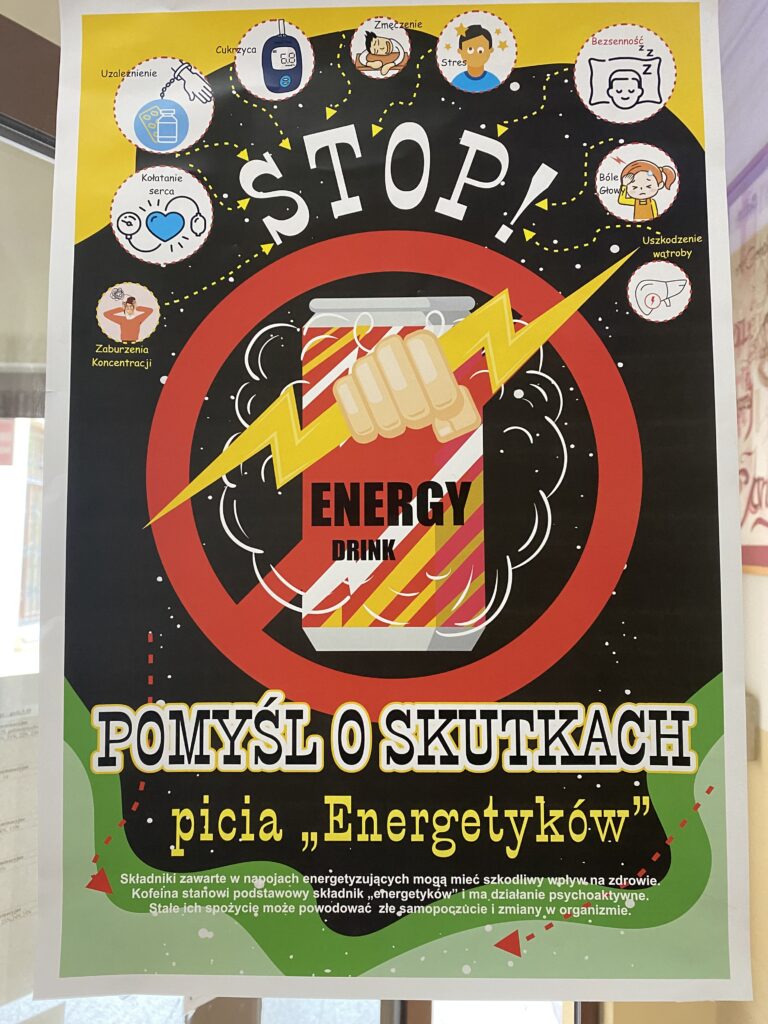 Zmęczenie
Cukrzyca
Stres
Bezsenność
z z z
Uzależnienie
STOP!
Kołatanie
serca
Bóle
Głowy
Uszkodzenie
wątroby
Zaburzenia
Koncentracji
ENERGY
DRINK
POMYŚL O SKUTKACH
picia „Energetyków”
Składniki zawarte w napojach energetyzujących mogą mieć szkodliwy wpływ na zdrowie.
Kofeina stanowi podstawowy składnik „energetyków” i ma działanie psychoaktywne.
Stałe ich spożycie może powodować złe samopoczucie i zmiany w organizmie.